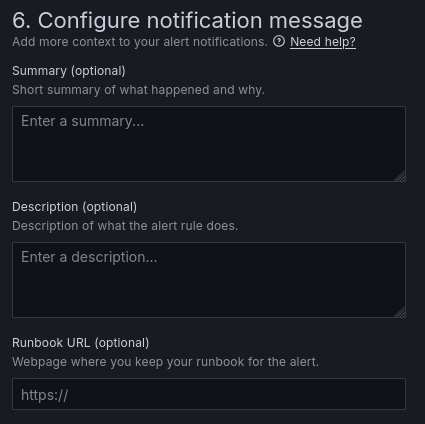 6. Configure notification message
Add more context to your alert notifications. Need help?
Summary (optional)
Short summary of what happened and why.
Enter a summary...
Description (optional)
Description of what the alert rule does.
Enter a description...
Runbook URL (optional)
Webpage where you keep your runbook for the alert.
https://